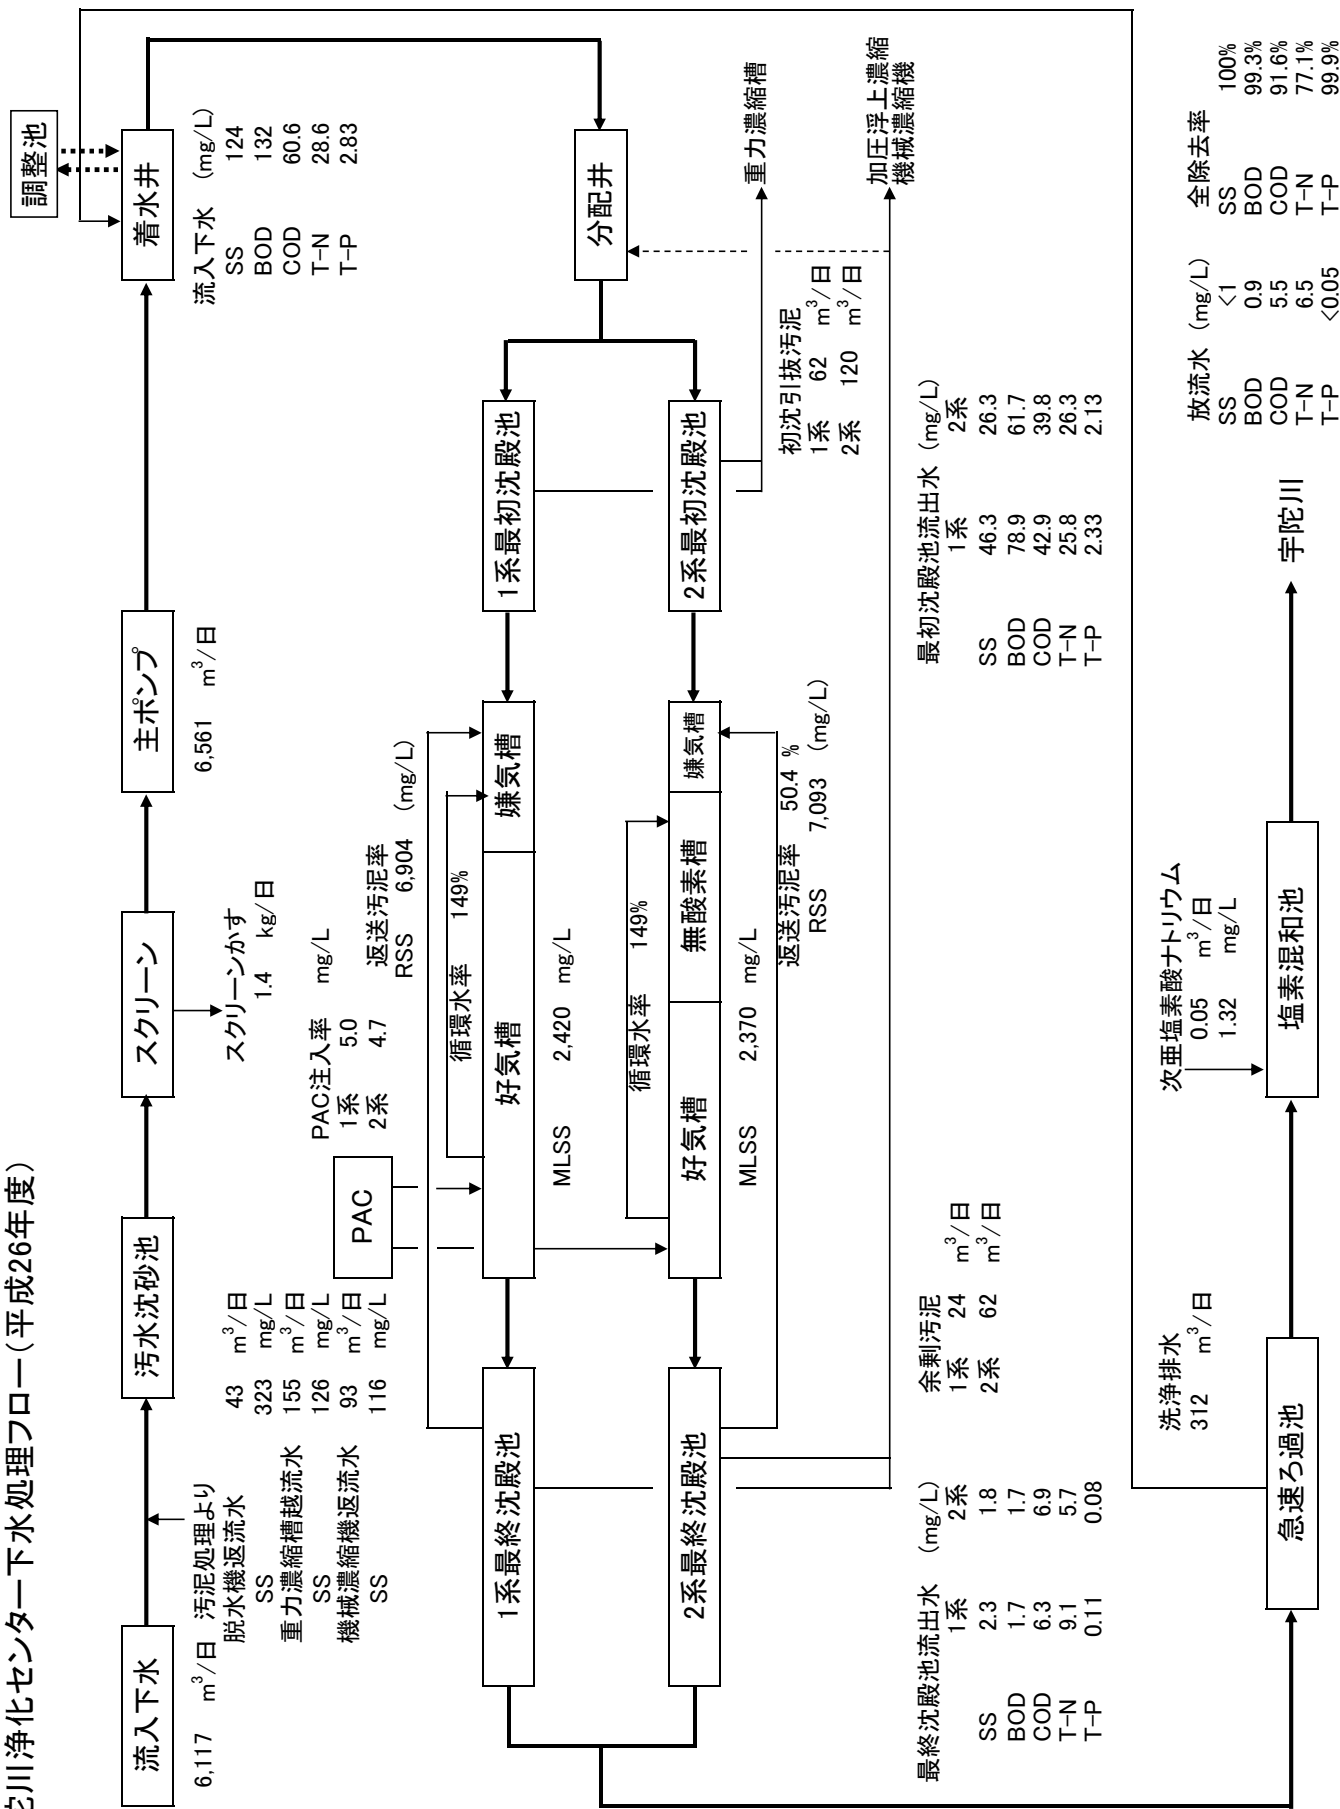 陀川浄化センター下水処理フロー(平成26年度)
調整池
流入下水
汚水沈砂池
スクリーン
主ポンプ
着水井
6,117 m³/日
汚泥処理より
脱水機返流水 43 m³/日
SS 323 mg/L
重力濃縮槽越流水 155 m³/日
SS 126 mg/L
機械濃縮機返流水 93 m³/日
SS 116 mg/L
スクリーンかす
1.4 kg/日
6,561 m³/日
流入下水 (mg/L)
SS 124
BOD 132
COD 60.6
T-N 28.6
T-P 2.83
PAC
PAC注入率
1系 5.0 mg/L
2系 4.7
返送汚泥率
RSS 6,904 (mg/L)
循環水率 149%
1系最終沈殿池
好気槽
嫌気槽
1系最初沈殿池
MLSS 2,420 mg/L
分配井
循環水率 149%
2系最終沈殿池
好気槽
無酸素槽
嫌気槽
2系最初沈殿池
MLSS 2,370 mg/L
返送汚泥率 50.4 %
RSS 7,093 (mg/L)
重力濃縮槽
初沈引抜汚泥
1系 62 m³/日
2系 120 m³/日
加圧浮上濃縮
機械濃縮機
最終沈殿池流出水 (mg/L)
1系 2系
SS 2.3 1.8
BOD 1.7 1.7
COD 6.3 6.9
T-N 9.1 5.7
T-P 0.11 0.08
余剰汚泥
1系 24 m³/日
2系 62 m³/日
最初沈殿池流出水 (mg/L)
1系 2系
SS 46.3 26.3
BOD 78.9 61.7
COD 42.9 39.8
T-N 25.8 26.3
T-P 2.33 2.13
洗浄排水
312 m³/日
次亜塩素酸ナトリウム
0.05 m³/日
1.32 mg/L
急速ろ過池
塩素混和池
宇陀川
放流水 (mg/L)
SS <1
BOD 0.9
COD 5.5
T-N 6.5
T-P <0.05
全除去率
SS 100%
BOD 99.3%
COD 91.6%
T-N 77.1%
T-P 99.9%